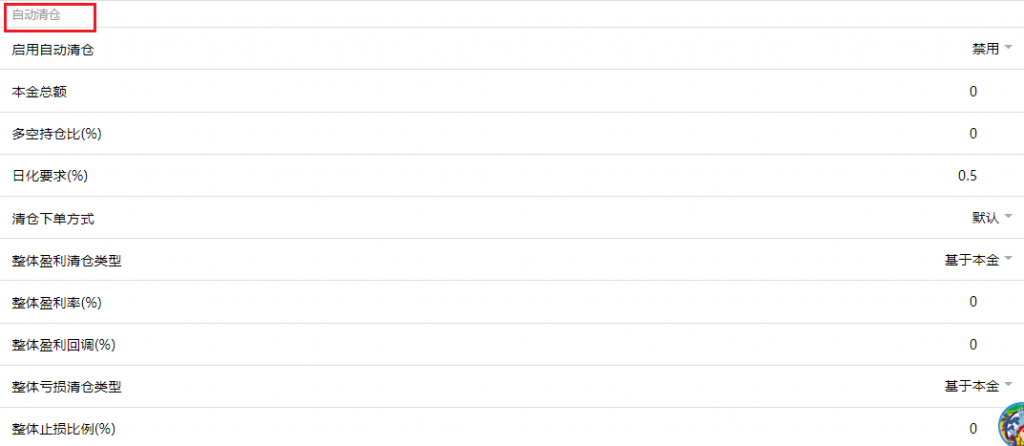 自动清仓
启用自动清仓 禁用
本金总额 0
多空持仓比(%) 0
日化要求(%) 0.5
清仓下单方式 默认
整体盈利清仓类型 基于本金
整体盈利率(%) 0
整体盈利回调(%) 0
整体亏损清仓类型 基于本金
整体止损比例(%) 0